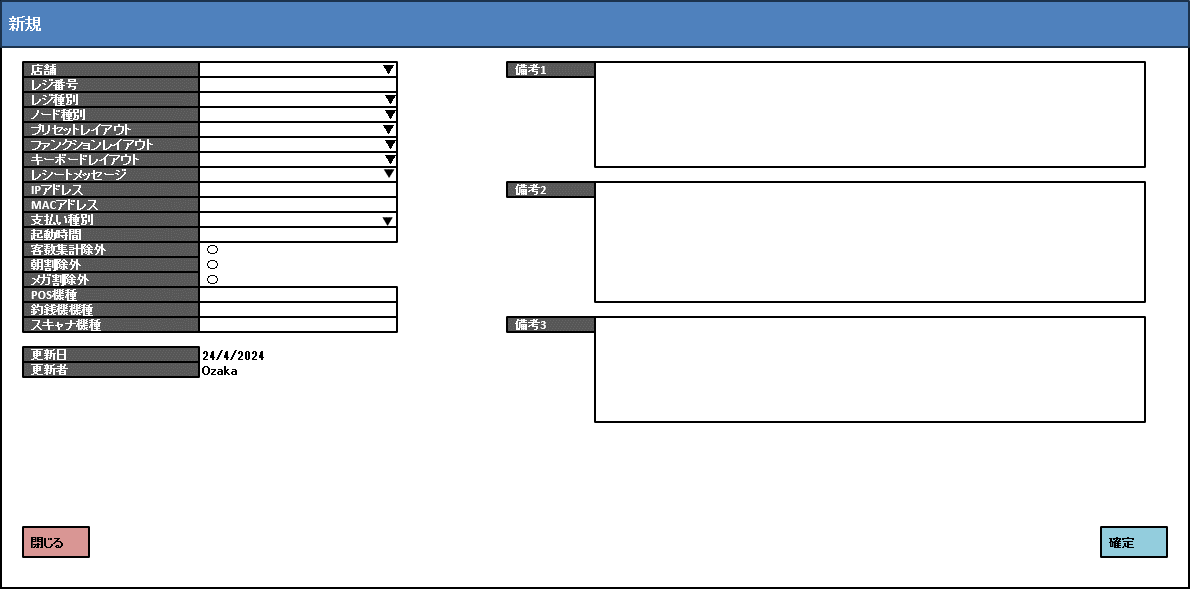 新規
店舗
レジ番号
レジ種別
ノード種別
プリセットレイアウト
ファンクションレイアウト
キーボードレイアウト
レシートメッセージ
IPアドレス
MACアドレス
支払い種別
起動時間
客数集計除外
朝割除外
メガ割除外
POS機種
釣銭機機種
スキャナ機種
更新日 24/4/2024
更新者 Ozaka
備考1
備考2
備考3
閉じる
確定